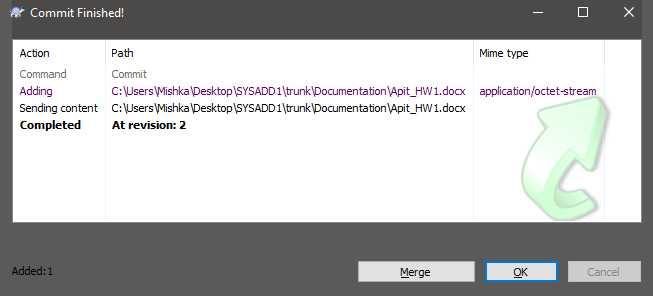 Commit Finished!
Action Path Mime type
Command Commit
Adding C:\Users\Mishka\Desktop\SYSADD1\trunk\Documentation\Apit_HW1.docx application/octet-stream
Sending content C:\Users\Mishka\Desktop\SYSADD1\trunk\Documentation\Apit_HW1.docx
Completed At revision: 2
Added:1 Merge OK Cancel